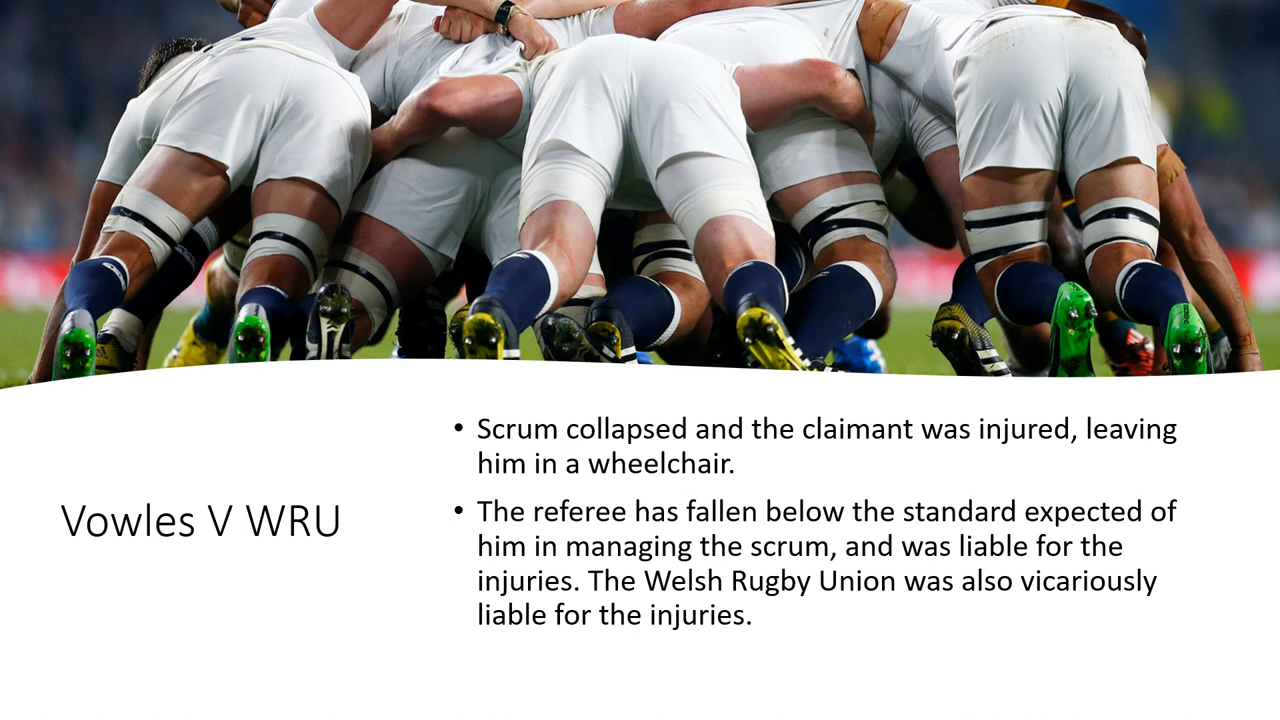 Vowles V WRU
• Scrum collapsed and the claimant was injured, leaving
him in a wheelchair.
• The referee has fallen below the standard expected of
him in managing the scrum, and was liable for the
injuries. The Welsh Rugby Union was also vicariously
liable for the injuries.